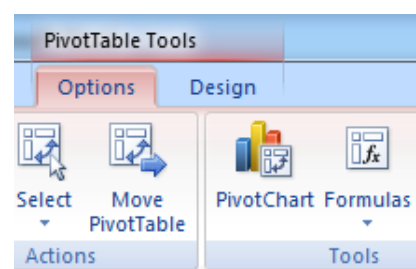 PivotTable Tools
Options Design
Select Move PivotTable PivotChart Formulas
Actions Tools